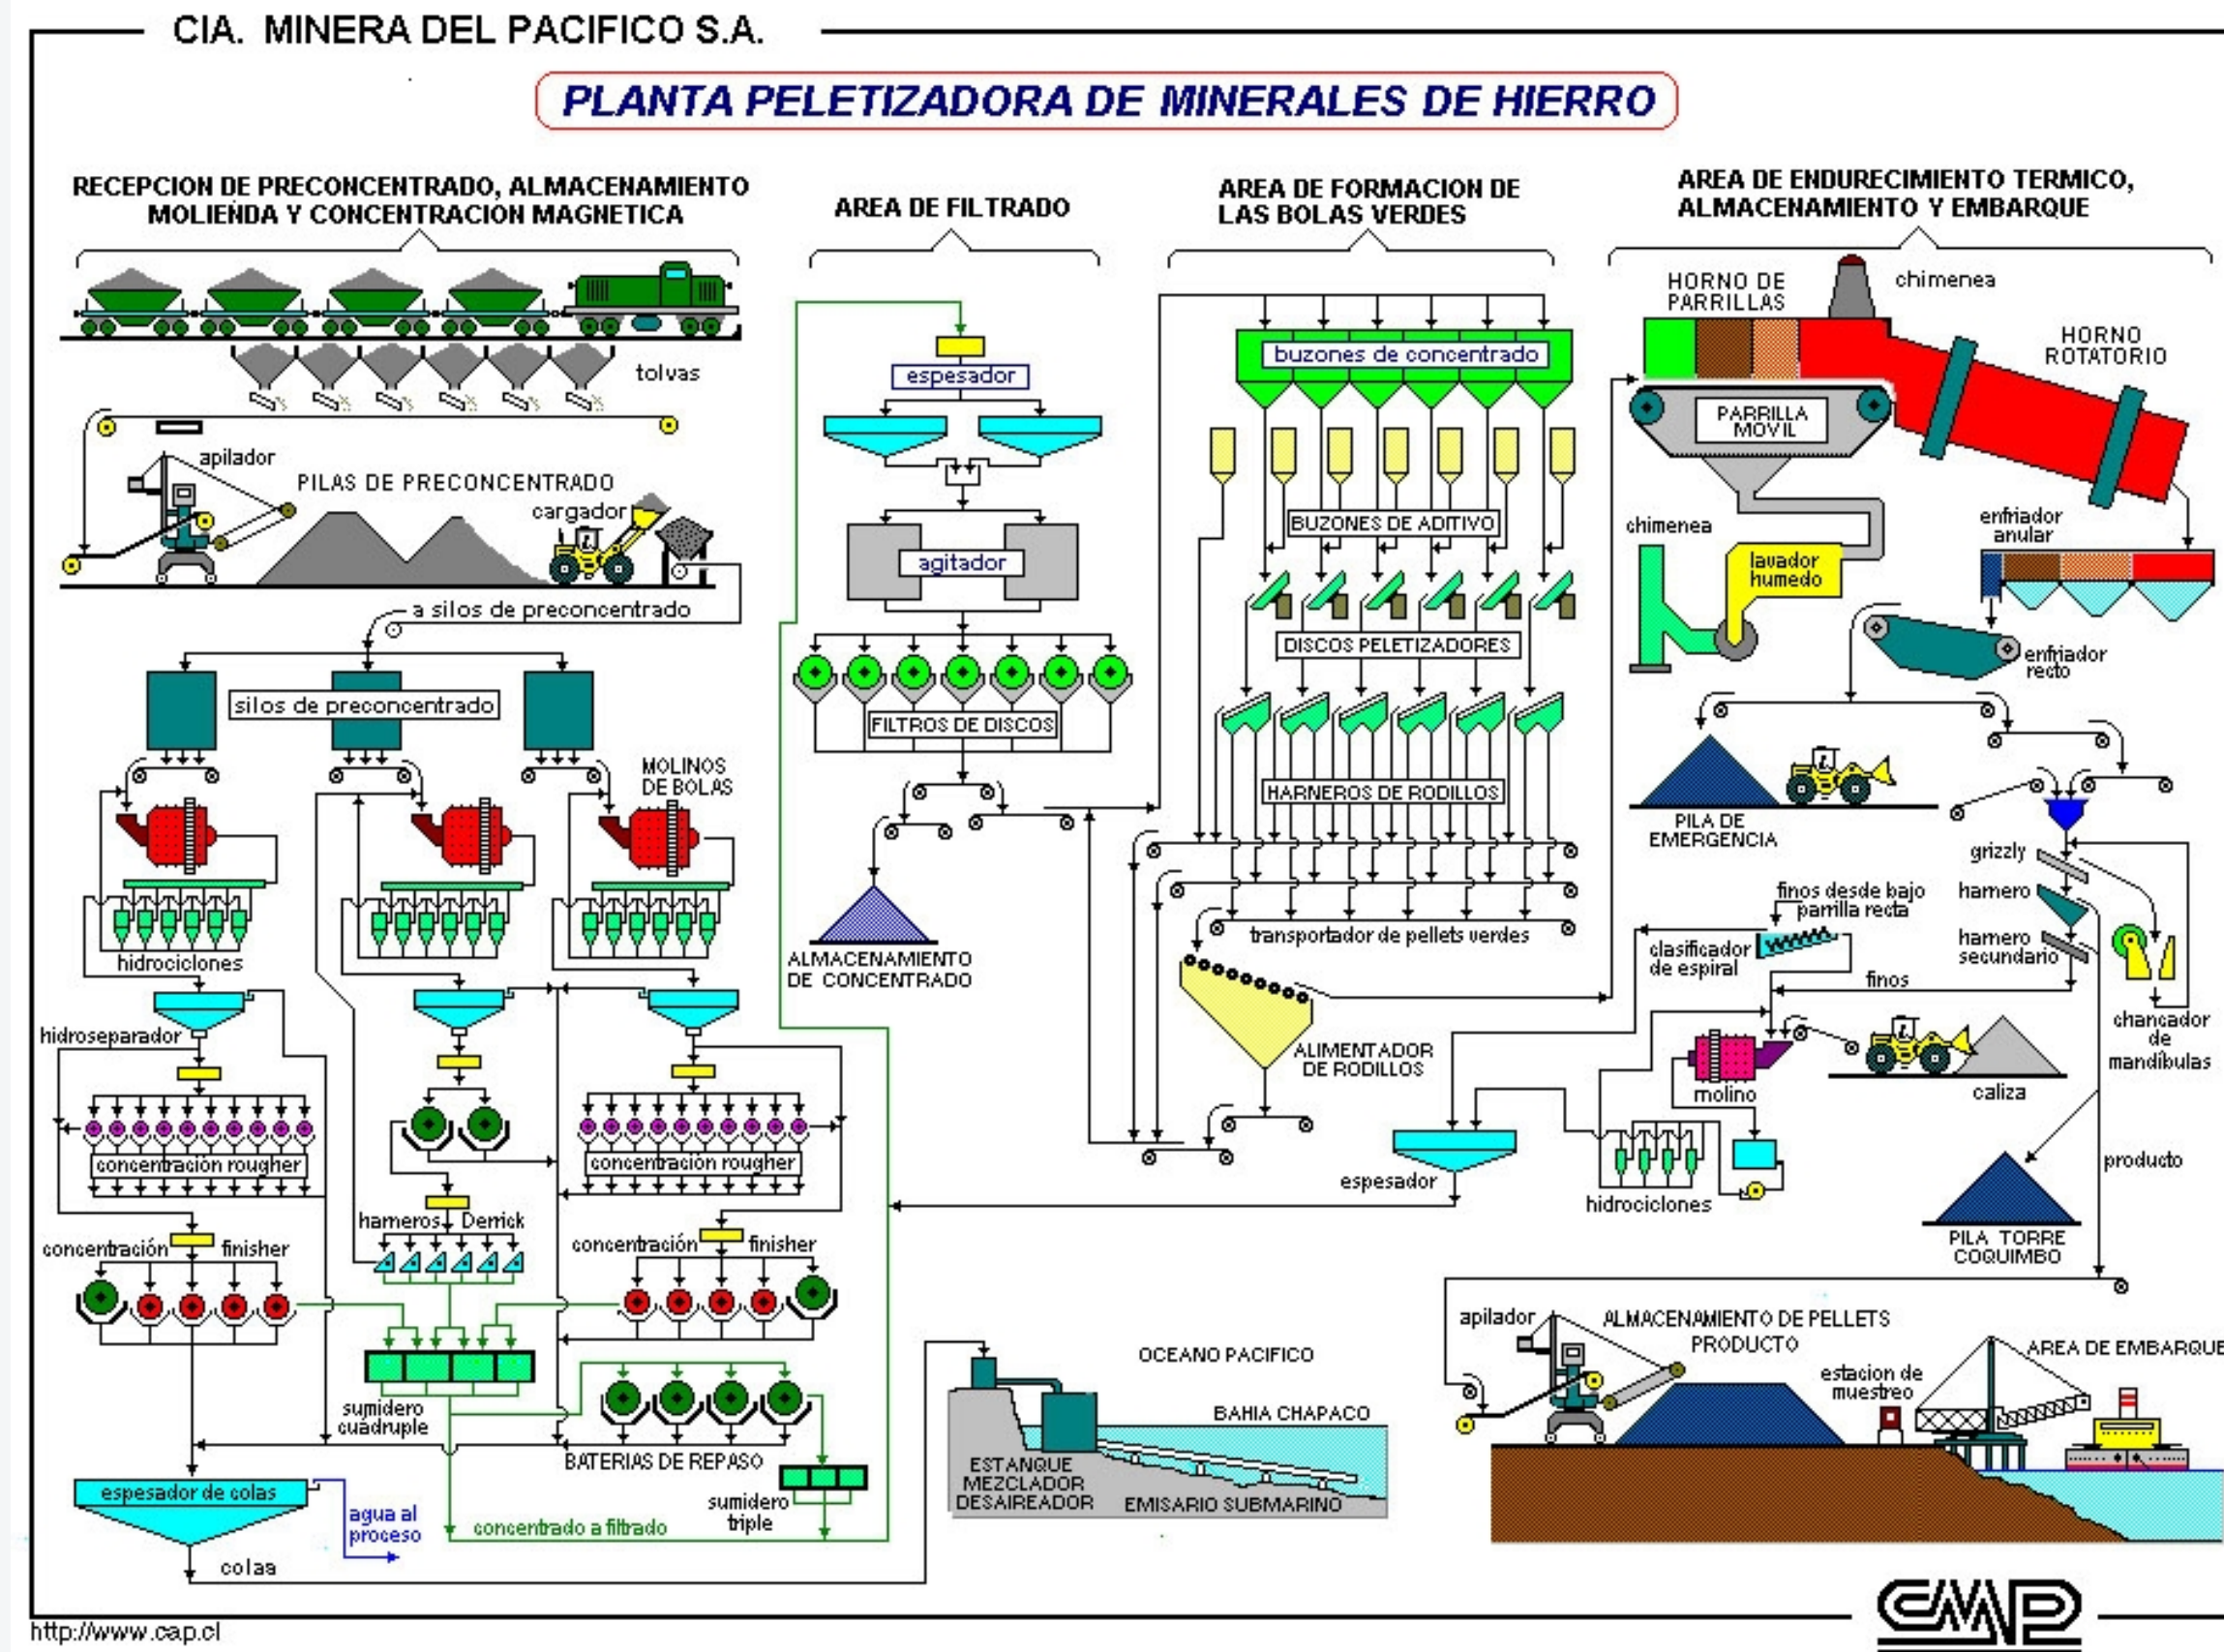 CIA. MINERA DEL PACIFICO S.A.
PLANTA PELETIZADORA DE MINERALES DE HIERRO
RECEPCION DE PRECONCENTRADO, ALMACENAMIENTO
MOLIENDA Y CONCENTRACION MAGNETICA
tolvas
apilador
PILAS DE PRECONCENTRADO
cargador
a silos de preconcentrado
silos de preconcentrado
MOLINOS
DE BOLAS
hidrociclones
hidroseparador
concentración rougher
concentración rougher
harneros Derrick
concentración finisher
concentración finisher
sumidero
cuádruple
BATERIAS DE REPASO
sumidero
triple
espesador de colas
agua al
proceso
concentrado a filtrado
colas
AREA DE FILTRADO
espesador
agitador
FILTROS DE DISCOS
ALMACENAMIENTO
DE CONCENTRADO
AREA DE FORMACION DE
LAS BOLAS VERDES
buzones de concentrado
BUZONES DE ADITIVO
DISCOS PELETIZADORES
HARNEROS DE RODILLOS
transportador de pellets verdes
ALIMENTADOR
DE RODILLOS
espesador
AREA DE ENDURECIMIENTO TERMICO,
ALMACENAMIENTO Y EMBARQUE
HORNO DE
PARRILLAS
chimenea
HORNO
ROTATORIO
PARRILLA
MOVIL
chimenea
lavador
humedo
enfriador
anular
enfriador
recto
PILA DE
EMERGENCIA
grizzly
harnero
harnero
secundario
finos desde bajo
parrilla recta
clasificador
de espiral
finos
chancador
de
mandíbulas
molino
caliza
hidrociclones
producto
PILA TORRE
COQUIMBO
OCEANO PACIFICO
BAHIA CHAPACO
ESTANQUE
MEZCLADOR
DESAIREADOR
EMISARIO SUBMARINO
apilador
ALMACENAMIENTO DE PELLETS
PRODUCTO
estacion de
muestreo
AREA DE EMBARQUE
CMP
http://www.cap.cl